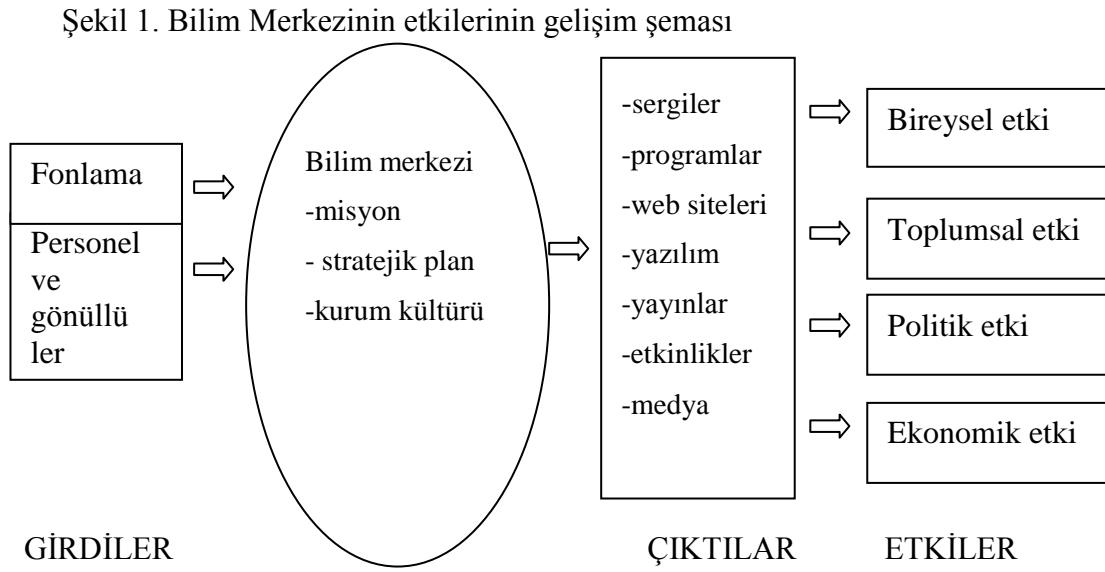 Şekil 1. Bilim Merkezinin etkilerinin gelişim şeması
Fonlama
Personel
ve
gönüllü
ler
Bilim merkezi
-misyon
- stratejik plan
-kurum kültürü
-sergiler
-programlar
-web siteleri
-yazılım
-yayınlar
-etkinlikler
-medya
Bireysel etki
Toplumsal etki
Politik etki
Ekonomik etki
GİRDİLER
ÇIKTILAR
ETKİLER